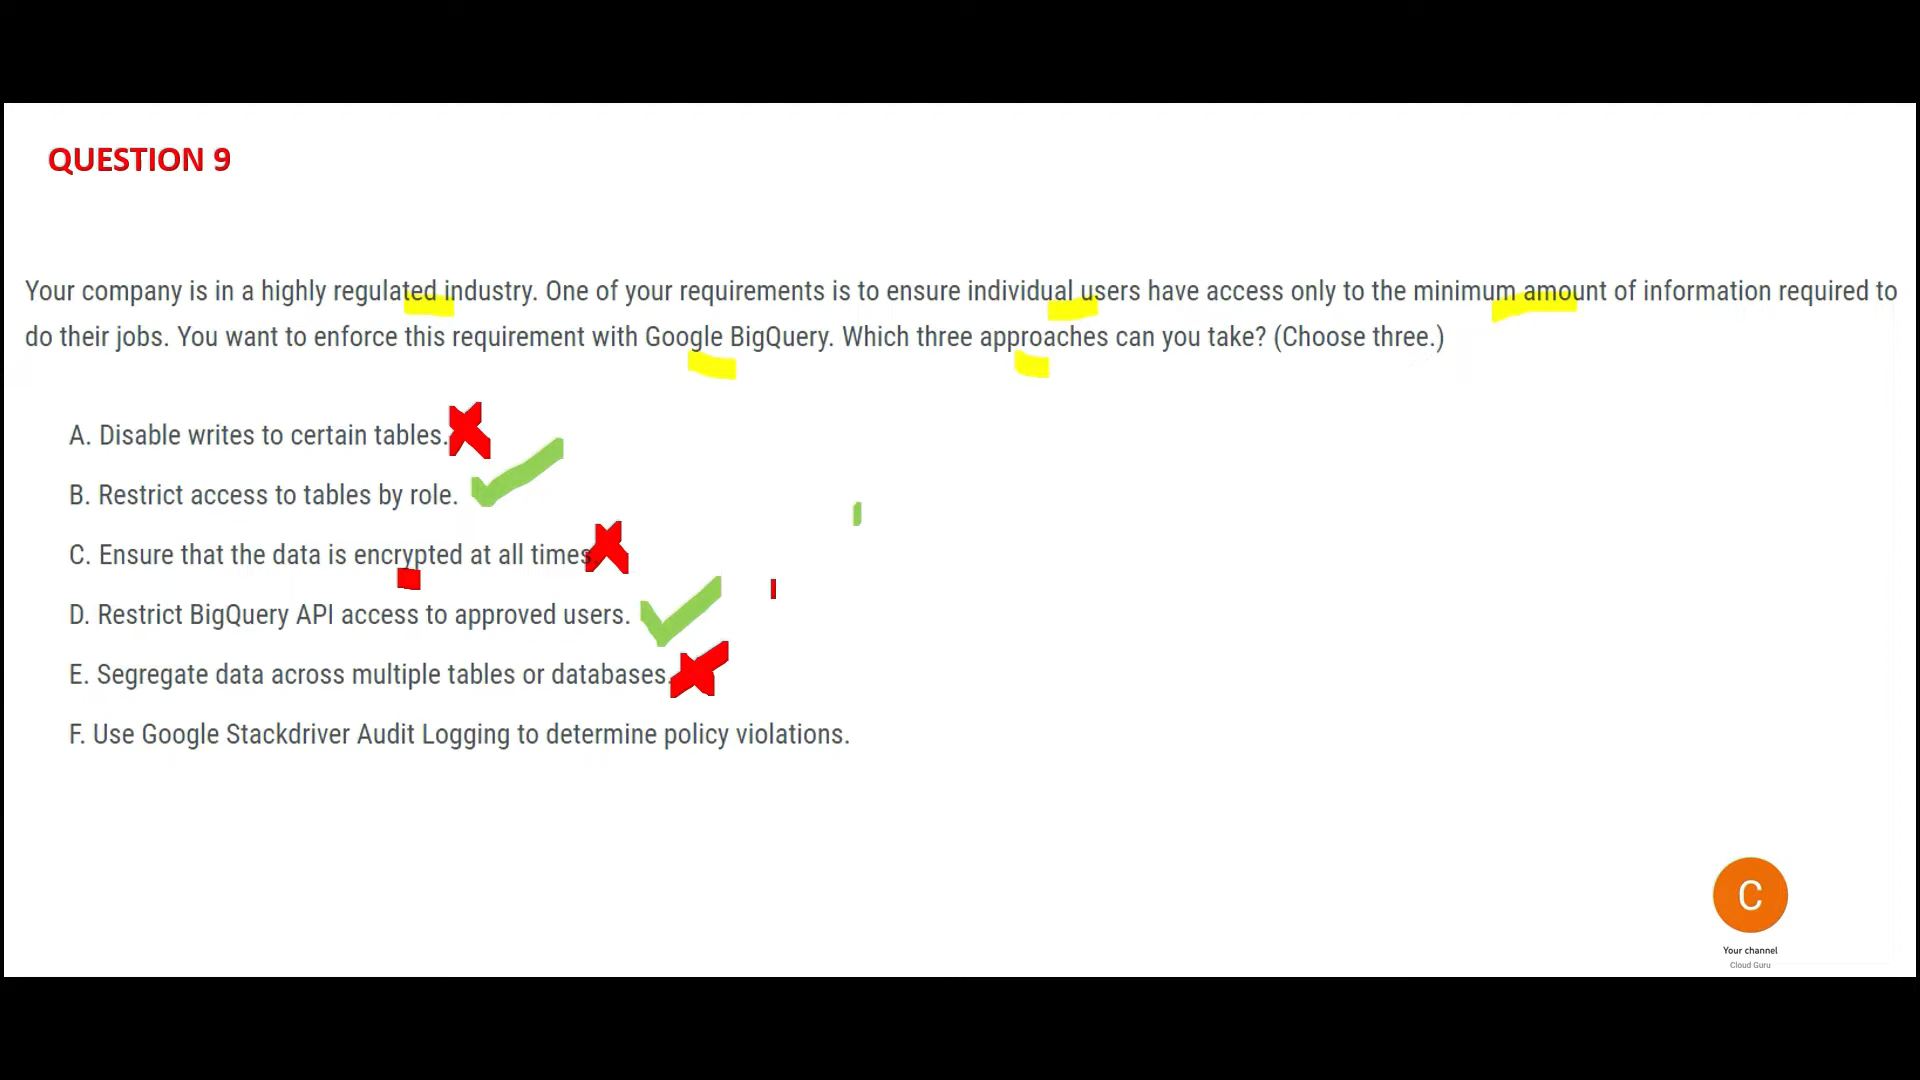 QUESTION 9
Your company is in a highly regulated industry. One of your requirements is to ensure individual users have access only to the minimum amount of information required to
do their jobs. You want to enforce this requirement with Google BigQuery. Which three approaches can you take? (Choose three.)
A. Disable writes to certain tables.
B. Restrict access to tables by role.
C. Ensure that the data is encrypted at all times
D. Restrict BigQuery API access to approved users.
E. Segregate data across multiple tables or databases.
F. Use Google Stackdriver Audit Logging to determine policy violations.
C
Your channel
Cloud Guru